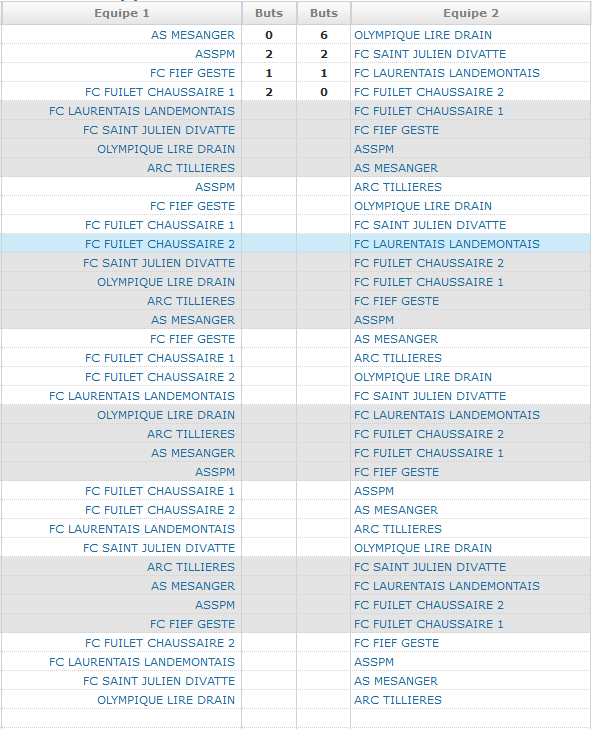 Equipe 1 Buts Buts Equipe 2
AS MESANGER 0 6 OLYMPIQUE LIRE DRAIN
ASSPM 2 2 FC SAINT JULIEN DIVATTE
FC FIEF GESTE 1 1 FC LAURENTAIS LANDEMONTAIS
FC FUILET CHAUSSAIRE 1 2 0 FC FUILET CHAUSSAIRE 2
FC LAURENTAIS LANDEMONTAIS FC FUILET CHAUSSAIRE 1
FC SAINT JULIEN DIVATTE FC FIEF GESTE
OLYMPIQUE LIRE DRAIN ASSPM
ARC TILLIERES AS MESANGER
ASSPM ARC TILLIERES
FC FIEF GESTE OLYMPIQUE LIRE DRAIN
FC FUILET CHAUSSAIRE 1 FC SAINT JULIEN DIVATTE
FC FUILET CHAUSSAIRE 2 FC LAURENTAIS LANDEMONTAIS
FC SAINT JULIEN DIVATTE FC FUILET CHAUSSAIRE 2
OLYMPIQUE LIRE DRAIN FC FUILET CHAUSSAIRE 1
ARC TILLIERES FC FIEF GESTE
AS MESANGER ASSPM
FC FIEF GESTE AS MESANGER
FC FUILET CHAUSSAIRE 1 ARC TILLIERES
FC FUILET CHAUSSAIRE 2 OLYMPIQUE LIRE DRAIN
FC LAURENTAIS LANDEMONTAIS FC SAINT JULIEN DIVATTE
OLYMPIQUE LIRE DRAIN FC LAURENTAIS LANDEMONTAIS
ARC TILLIERES FC FUILET CHAUSSAIRE 2
AS MESANGER FC FUILET CHAUSSAIRE 1
ASSPM FC FIEF GESTE
FC FUILET CHAUSSAIRE 1 ASSPM
FC FUILET CHAUSSAIRE 2 AS MESANGER
FC LAURENTAIS LANDEMONTAIS ARC TILLIERES
FC SAINT JULIEN DIVATTE OLYMPIQUE LIRE DRAIN
ARC TILLIERES FC SAINT JULIEN DIVATTE
AS MESANGER FC LAURENTAIS LANDEMONTAIS
ASSPM FC FUILET CHAUSSAIRE 2
FC FIEF GESTE FC FUILET CHAUSSAIRE 1
FC FUILET CHAUSSAIRE 2 FC FIEF GESTE
FC LAURENTAIS LANDEMONTAIS ASSPM
FC SAINT JULIEN DIVATTE AS MESANGER
OLYMPIQUE LIRE DRAIN ARC TILLIERES